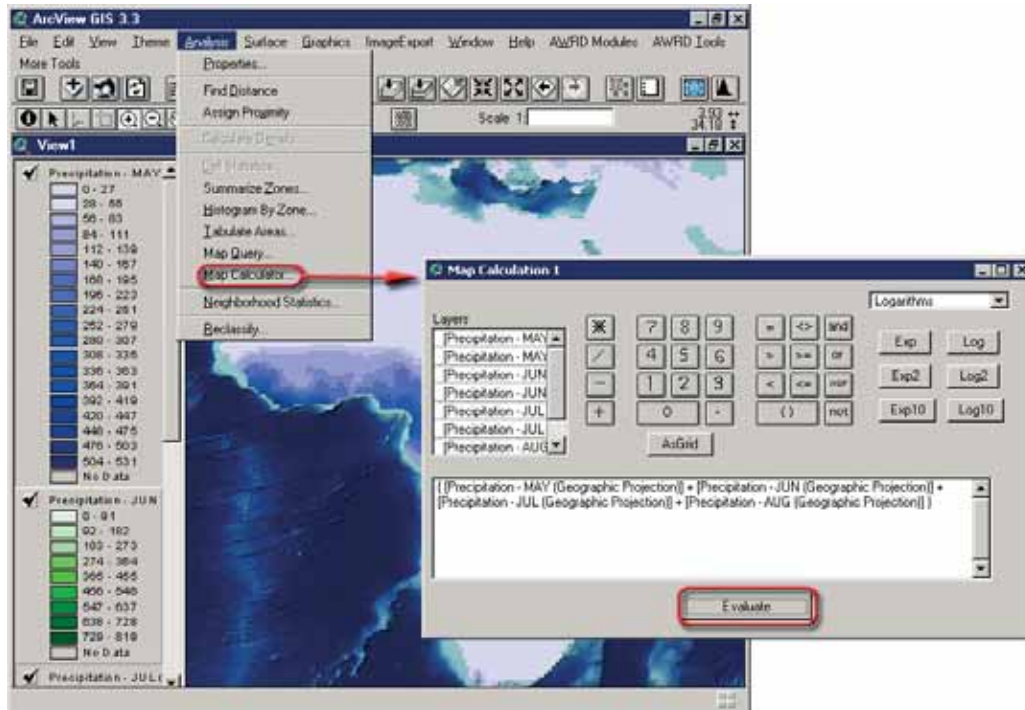 ArcView GIS 3.3
File Edit View Theme Analysis Surface Graphics ImageExport Window Help AWRD Modules AWRD Tools
More Tools
Properties...
Find Distance
Assign Proximity
Calculate Density...
Cell Statistics...
Summarize Zones...
Histogram By Zone...
Tabulate Areas...
Map Query...
Map Calculator...
Neighborhood Statistics...
Reclassify...
Scale 1:
34.18
View1
Precipitation - MAY
0 - 27
28 - 55
56 - 83
84 - 111
112 - 139
140 - 167
168 - 195
196 - 223
224 - 251
252 - 279
280 - 307
308 - 335
336 - 363
364 - 391
392 - 419
420 - 447
448 - 475
476 - 503
504 - 531
No Data
Precipitation - JUN
0 - 91
92 - 182
183 - 273
274 - 364
365 - 455
456 - 546
547 - 637
638 - 728
729 - 819
No Data
Precipitation - JUL (
Map Calculation 1
Logarithms
Layers
[Precipitation - MAY
[Precipitation - MAY
[Precipitation - JUN
[Precipitation - JUN
[Precipitation - JUL
[Precipitation - JUL
[Precipitation - AUG
* 7 8 9 = <> and
/ 4 5 6 > >= or
- 1 2 3 < <= xor
+ 0 . ( ) not
AsGrid
Exp Log
Exp2 Log2
Exp10 Log10
( [Precipitation - MAY (Geographic Projection)] + [Precipitation - JUN (Geographic Projection)] +
[Precipitation - JUL (Geographic Projection)] + [Precipitation - AUG (Geographic Projection)] )
Evaluate